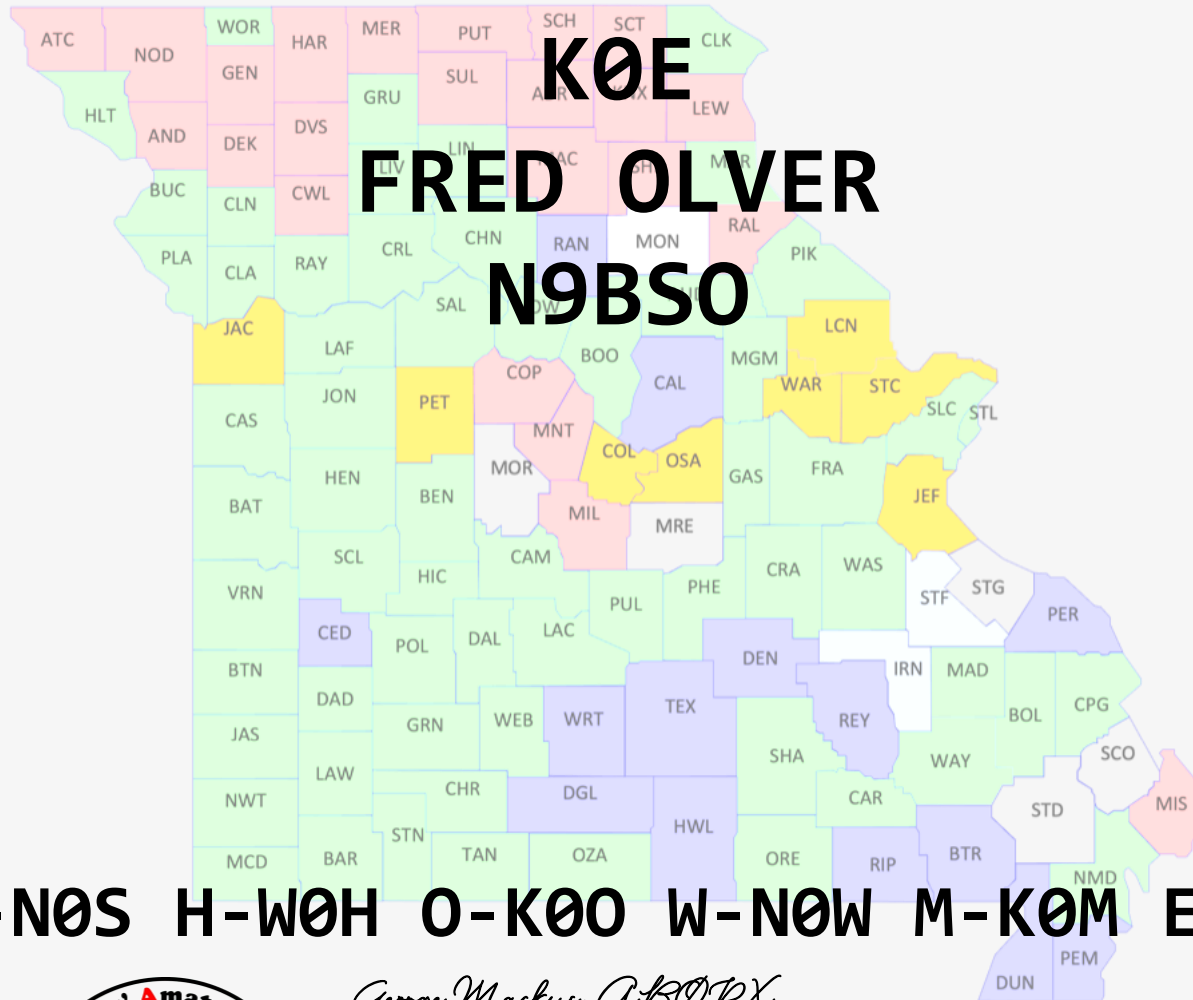 ATC NOD WOR HAR MER PUT SCH SCT CLK
GEN SUL
K0E
HLT GRU LEW
AND DEK DVS LIN
LIV MAC
FRED OLVER
BUC CLN CWL RAL
PLA CLA RAY CRL CHN RAN MON PIK
N9BSO
JAC SAL LCN
LAF BOO MGM
JON PET COP CAL WAR STC SLC STL
CAS MNT COL OSA
BAT HEN BEN MOR GAS FRA JEF
MIL MRE
SCL CAM
VRN HIC PUL PHE CRA WAS STF STG PER
CED POL DAL LAC DEN
BTN DAD IRN MAD
JAS GRN WEB WRT TEX REY BOL CPG
LAW SHA WAY SCO
NWT CHR DGL CAR STD MIS
STN HWL
MCD BAR TAN OZA ORE RIP BTR
NMD
-N0S H-W0H O-K0O W-N0W M-K0M E
PEM
DUN